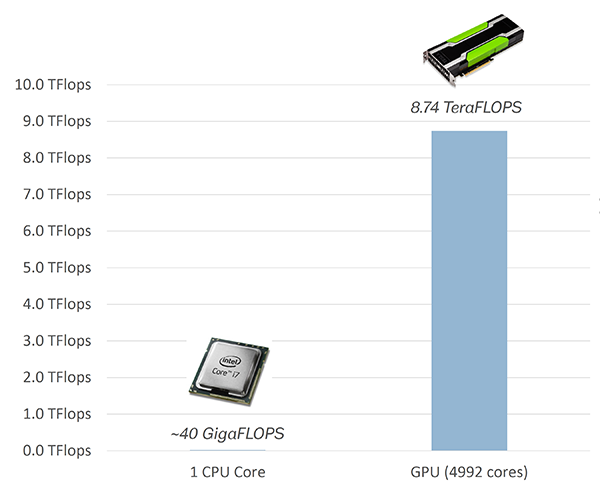 10.0 TFlops
8.74 TeraFLOPS
9.0 TFlops
8.0 TFlops
7.0 TFlops
6.0 TFlops
5.0 TFlops
4.0 TFlops
3.0 TFlops
2.0 TFlops
1.0 TFlops
0.0 TFlops
intel
Core™ i7
~40 GigaFLOPS
1 CPU Core
GPU (4992 cores)